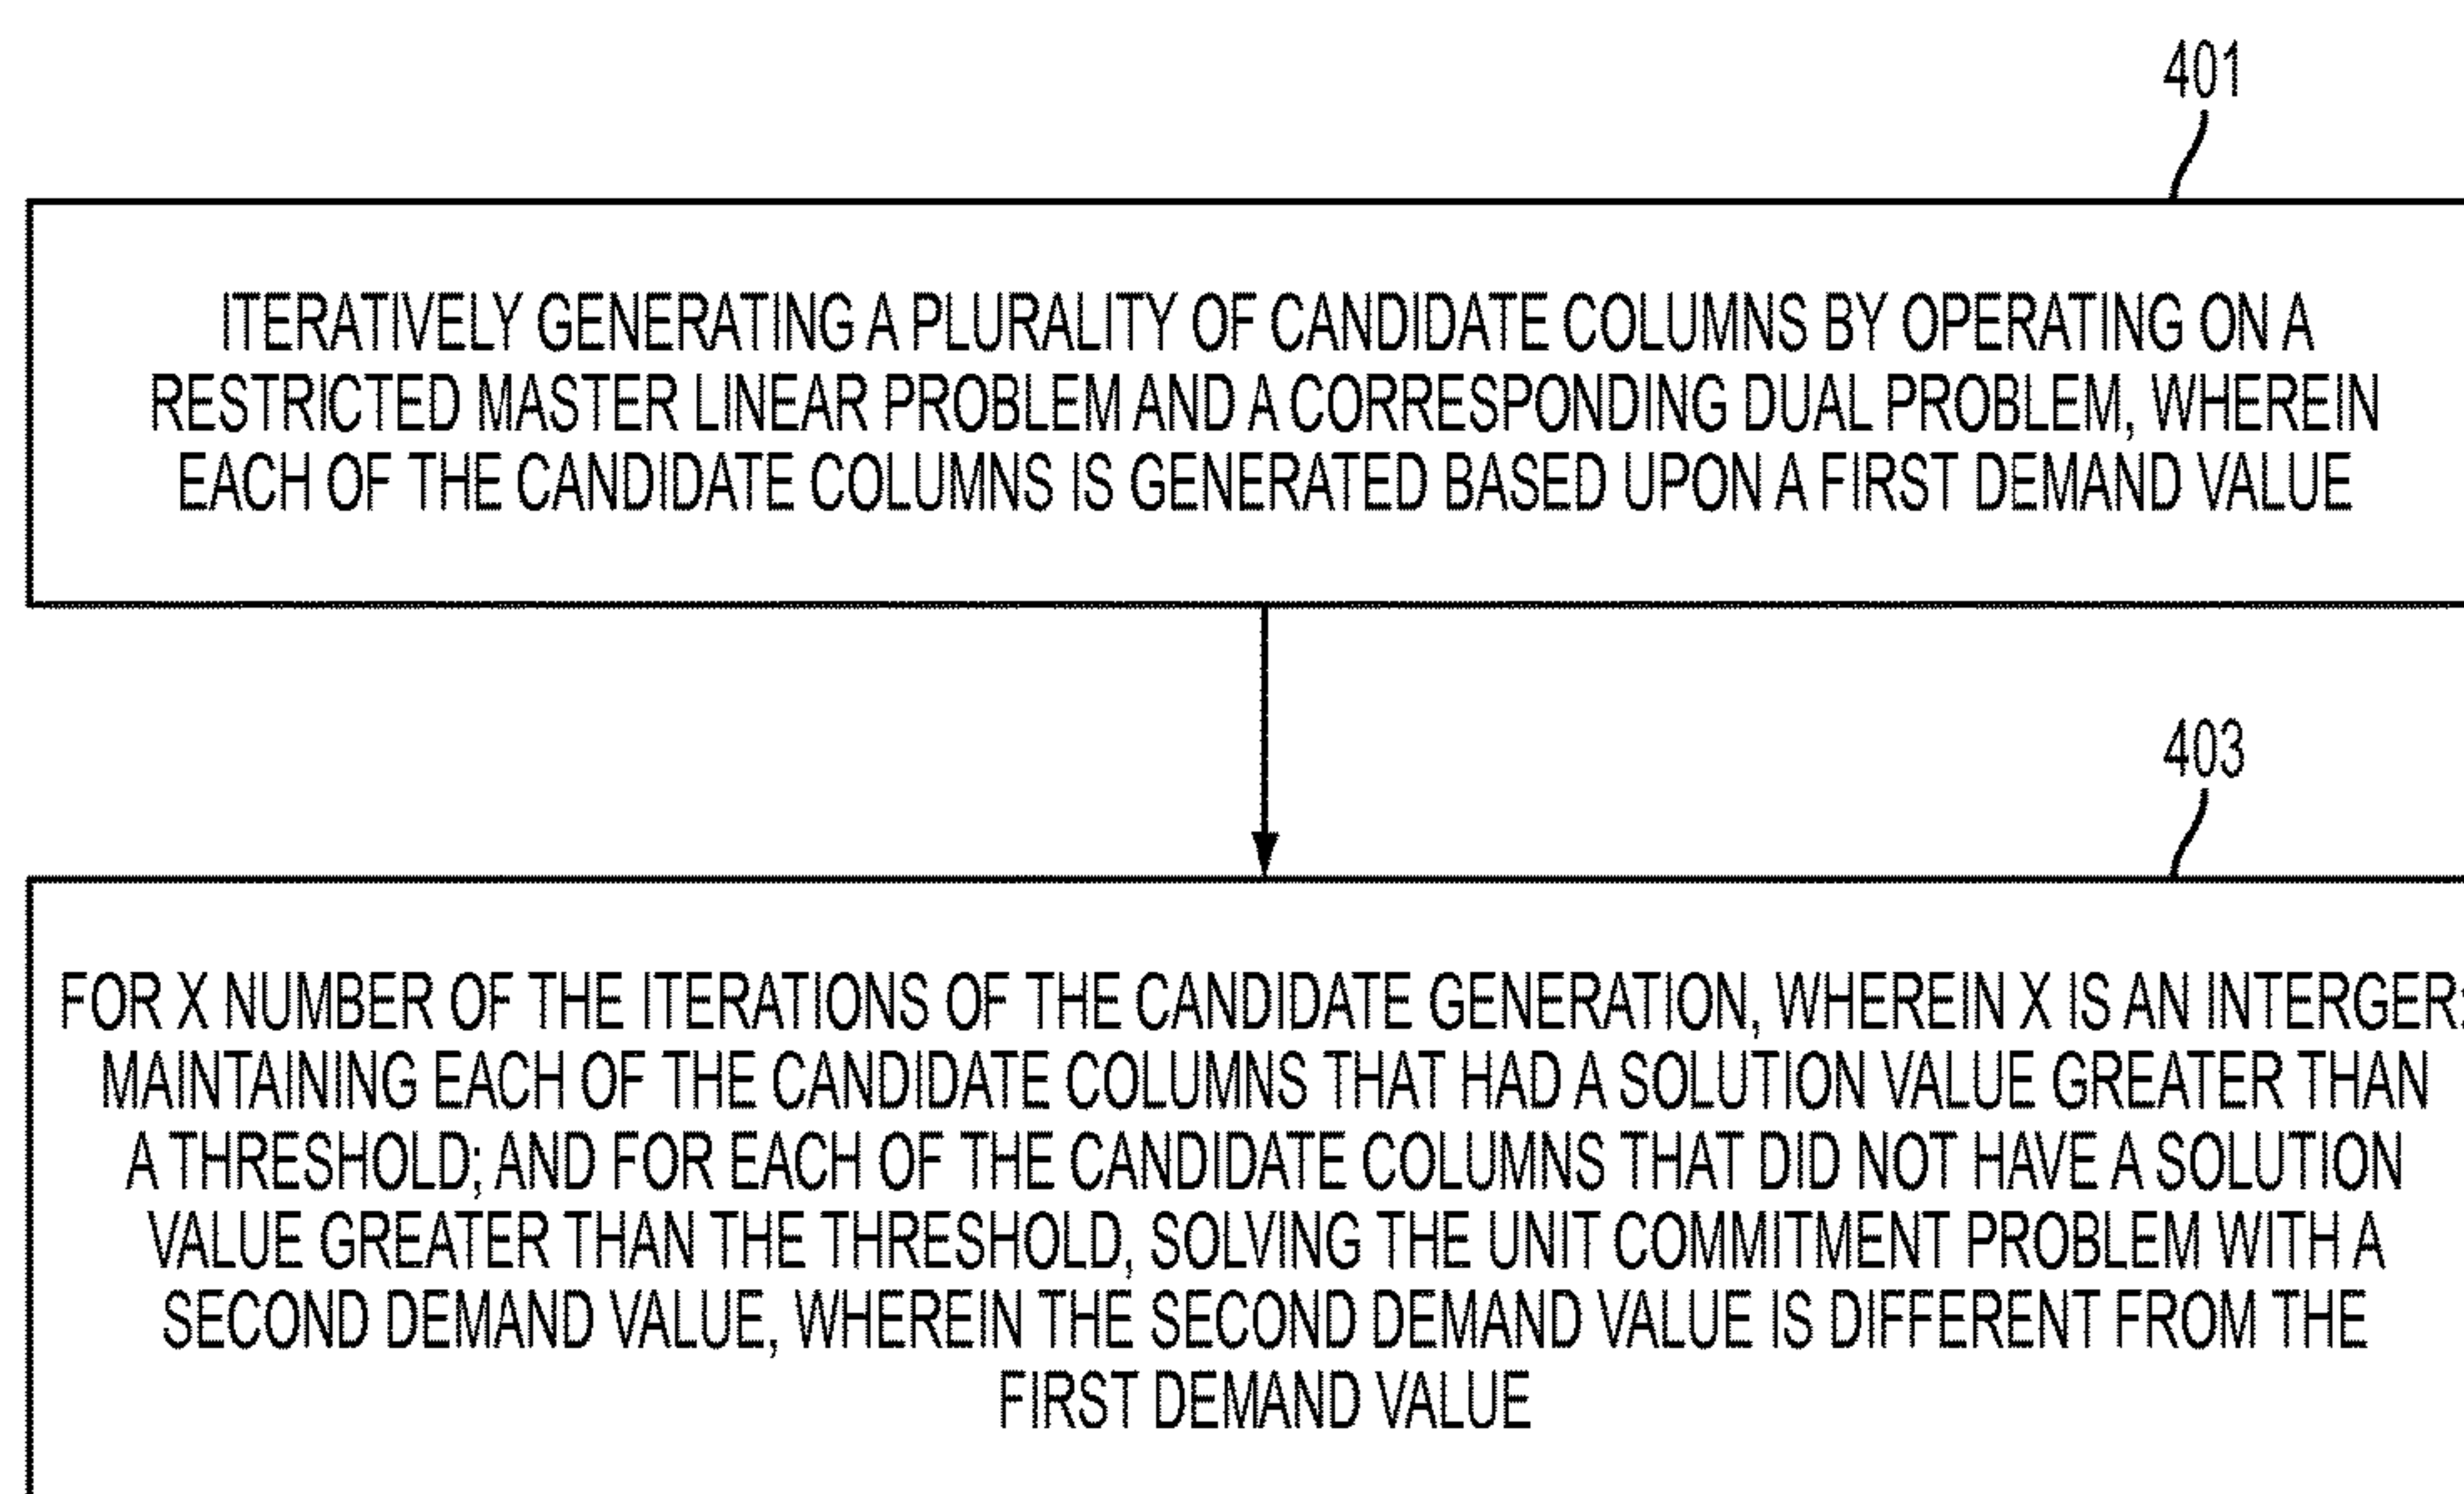 401
ITERATIVELY GENERATING A PLURALITY OF CANDIDATE COLUMNS BY OPERATING ON A
RESTRICTED MASTER LINEAR PROBLEM AND A CORRESPONDING DUAL PROBLEM, WHEREIN
EACH OF THE CANDIDATE COLUMNS IS GENERATED BASED UPON A FIRST DEMAND VALUE
403
FOR X NUMBER OF THE ITERATIONS OF THE CANDIDATE GENERATION, WHEREIN X IS AN INTERGER:
MAINTAINING EACH OF THE CANDIDATE COLUMNS THAT HAD A SOLUTION VALUE GREATER THAN
A THRESHOLD; AND FOR EACH OF THE CANDIDATE COLUMNS THAT DID NOT HAVE A SOLUTION
VALUE GREATER THAN THE THRESHOLD, SOLVING THE UNIT COMMITMENT PROBLEM WITH A
SECOND DEMAND VALUE, WHEREIN THE SECOND DEMAND VALUE IS DIFFERENT FROM THE
FIRST DEMAND VALUE